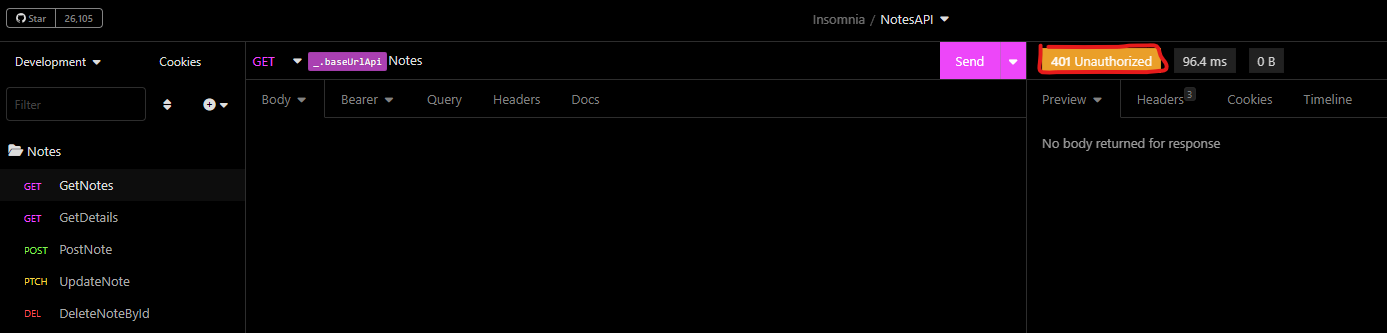 Star 26,105
Insomnia / NotesAPI
Development Cookies
GET _.baseUrlApi Notes
Send
401 Unauthorized 96.4 ms 0 B
Filter
Body Bearer Query Headers Docs
Preview Headers 3 Cookies Timeline
Notes
No body returned for response
GET GetNotes
GET GetDetails
POST PostNote
PTCH UpdateNote
DEL DeleteNoteById